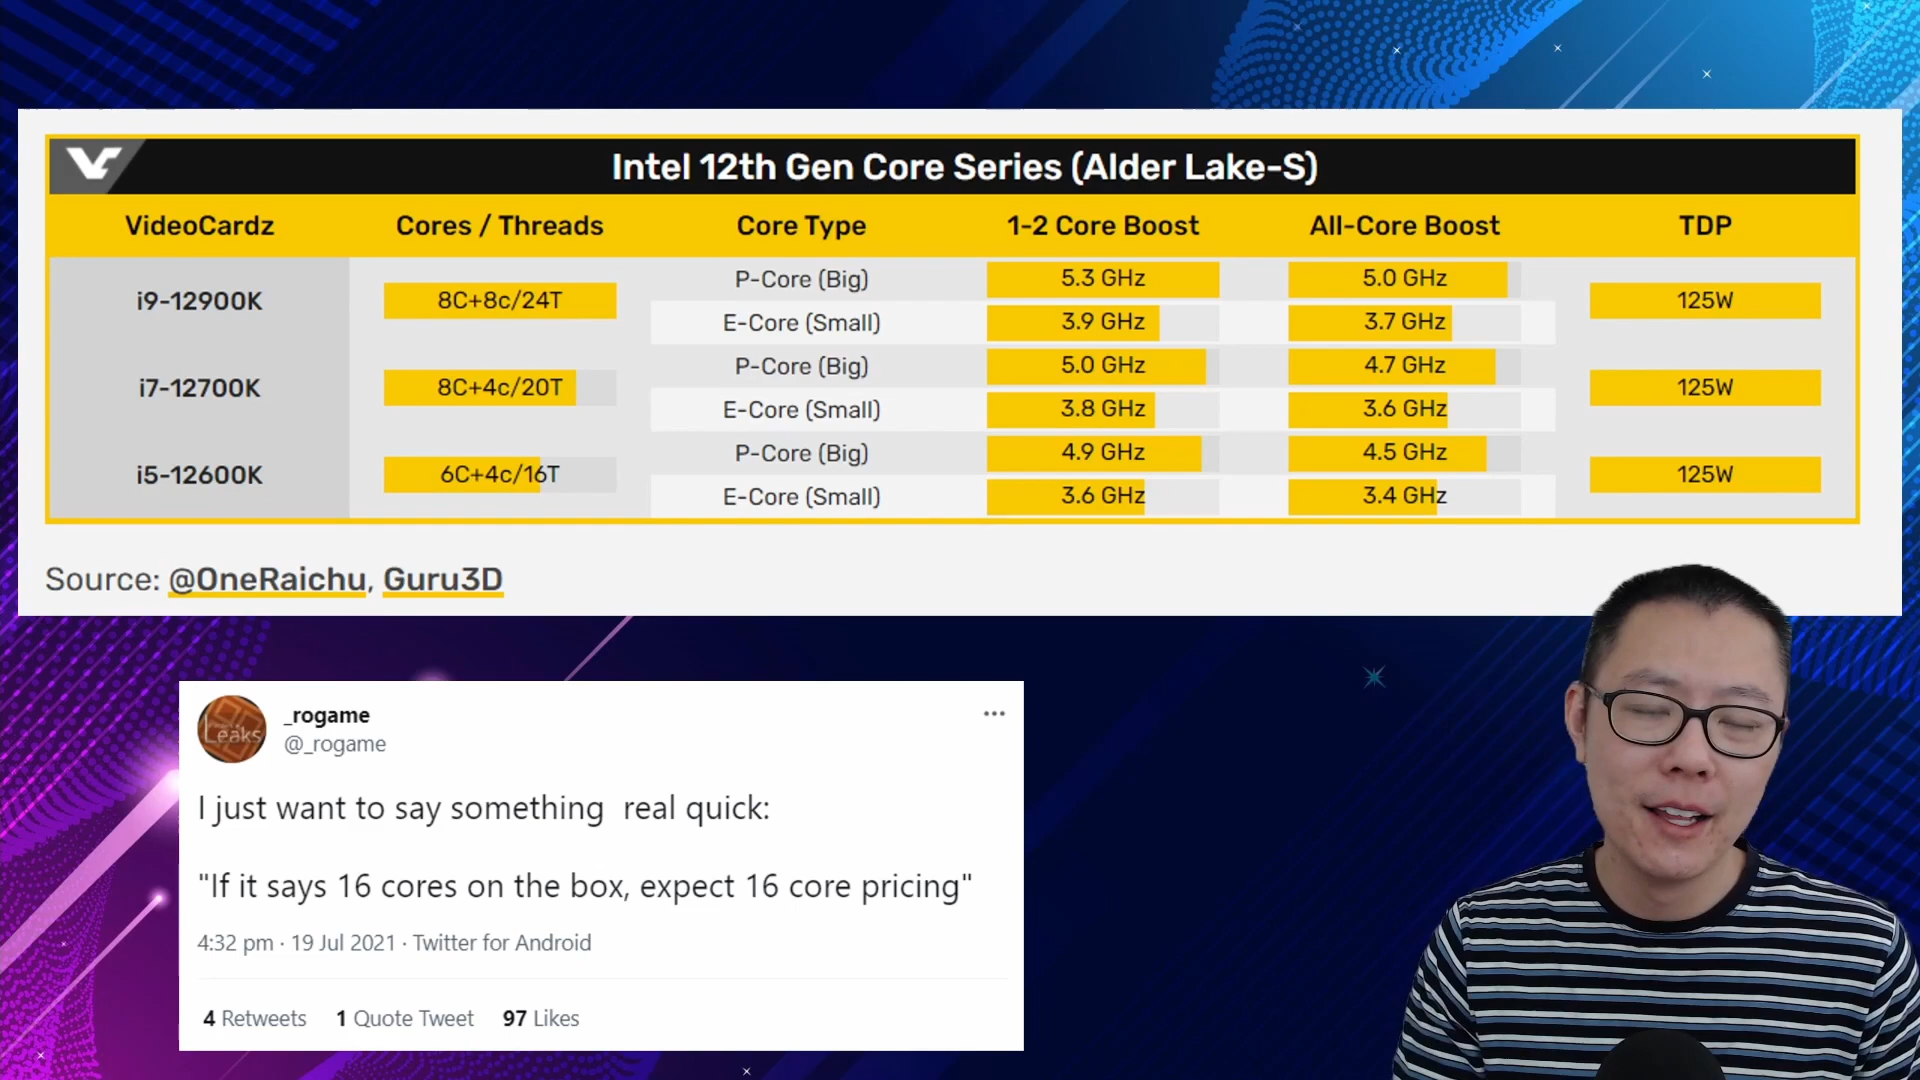 Intel 12th Gen Core Series (Alder Lake-S)
VideoCardz Cores / Threads Core Type 1-2 Core Boost All-Core Boost TDP
i9-12900K 8C+8c/24T P-Core (Big) 5.3 GHz 5.0 GHz 125W
E-Core (Small) 3.9 GHz 3.7 GHz
i7-12700K 8C+4c/20T P-Core (Big) 5.0 GHz 4.7 GHz 125W
E-Core (Small) 3.8 GHz 3.6 GHz
i5-12600K 6C+4c/16T P-Core (Big) 4.9 GHz 4.5 GHz 125W
E-Core (Small) 3.6 GHz 3.4 GHz
Source: @OneRaichu, Guru3D
Leaks
_rogame
@_rogame
I just want to say something  real quick:
"If it says 16 cores on the box, expect 16 core pricing"
4:32 pm · 19 Jul 2021 · Twitter for Android
4 Retweets 1 Quote Tweet 97 Likes